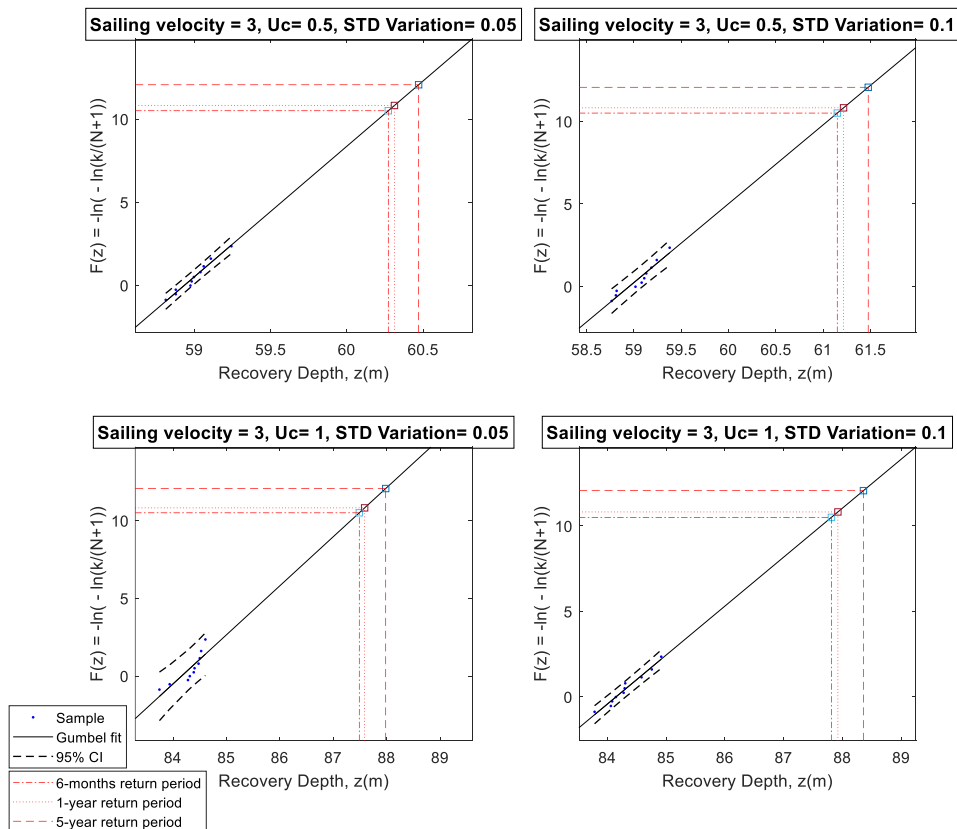 Sailing velocity = 3, Uc= 0.5, STD Variation= 0.05
F(z) = -ln( - ln(k/(N+1))
10
5
0
59
59.5
60
60.5
Recovery Depth, z(m)
Sailing velocity = 3, Uc= 0.5, STD Variation= 0.1
F(z) = -ln( - ln(k/(N+1))
10
5
0
58.5
59
59.5
60
60.5
61
61.5
Recovery Depth, z(m)
Sailing velocity = 3, Uc= 1, STD Variation= 0.05
F(z) = -ln( - ln(k/(N+1))
10
5
0
84
85
86
87
88
89
Recovery Depth, z(m)
Sailing velocity = 3, Uc= 1, STD Variation= 0.1
F(z) = -ln( - ln(k/(N+1))
10
5
0
84
85
86
87
88
89
Recovery Depth, z(m)
Sample
Gumbel fit
95% CI
6-months return period
1-year return period
5-year return period